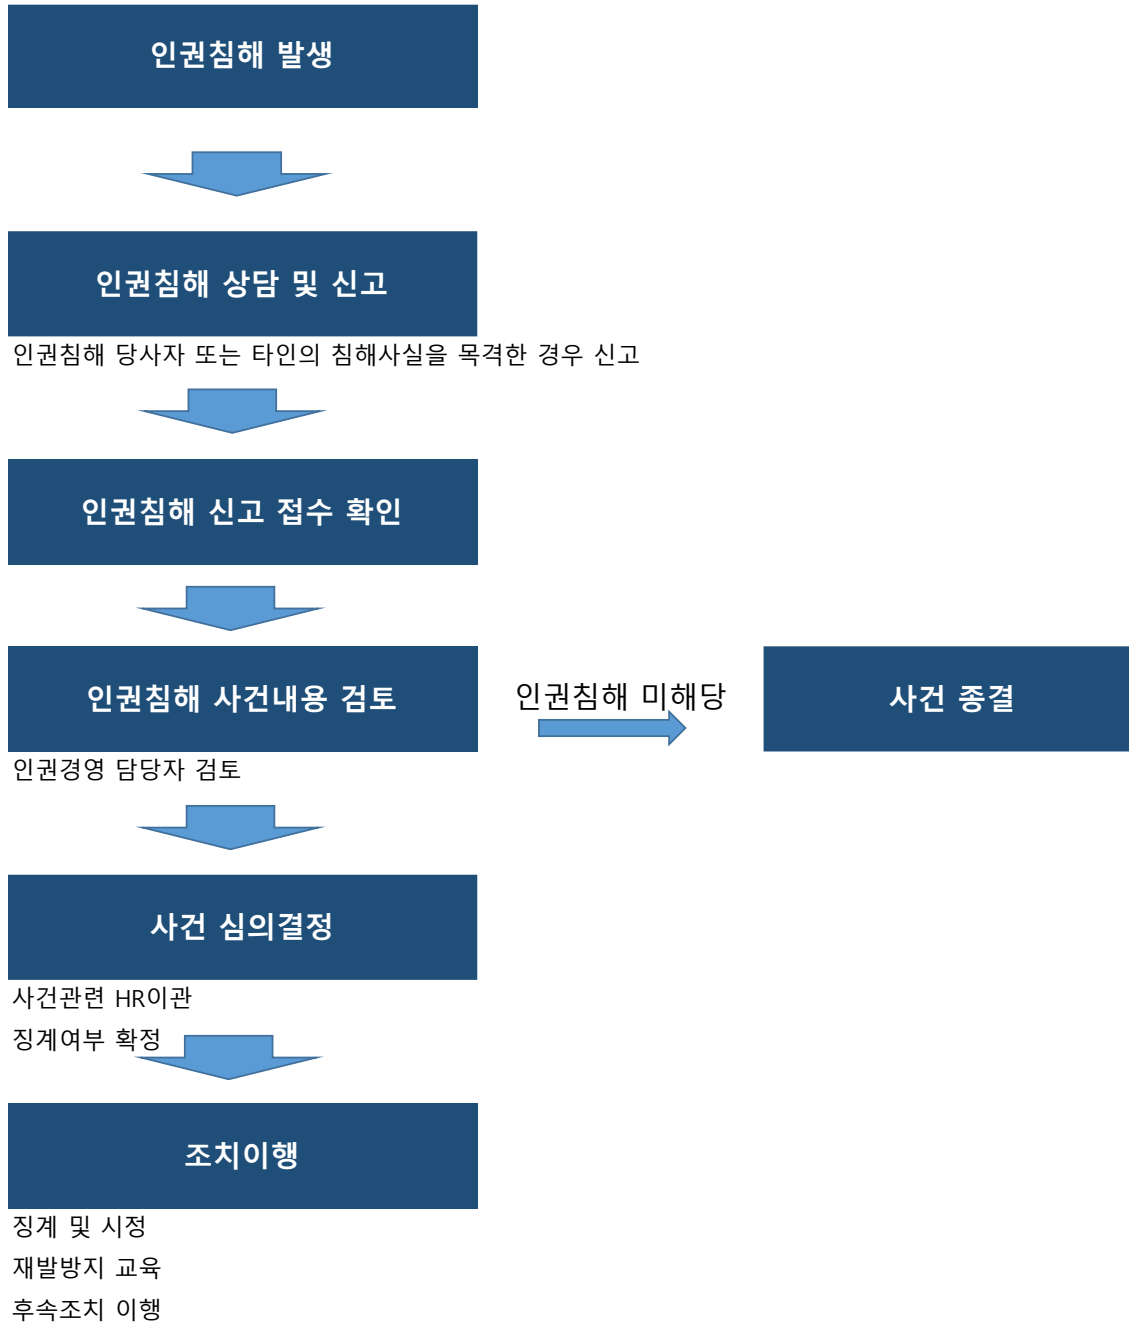 인권침해 발생
인권침해 상담 및 신고
인권침해 당사자 또는 타인의 침해사실을 목격한 경우 신고
인권침해 신고 접수 확인
인권침해 사건내용 검토
인권침해 미해당
사건 종결
인권경영 담당자 검토
사건 심의결정
사건관련 HR이관
징계여부 확정
조치이행
징계 및 시정
재발방지 교육
후속조치 이행